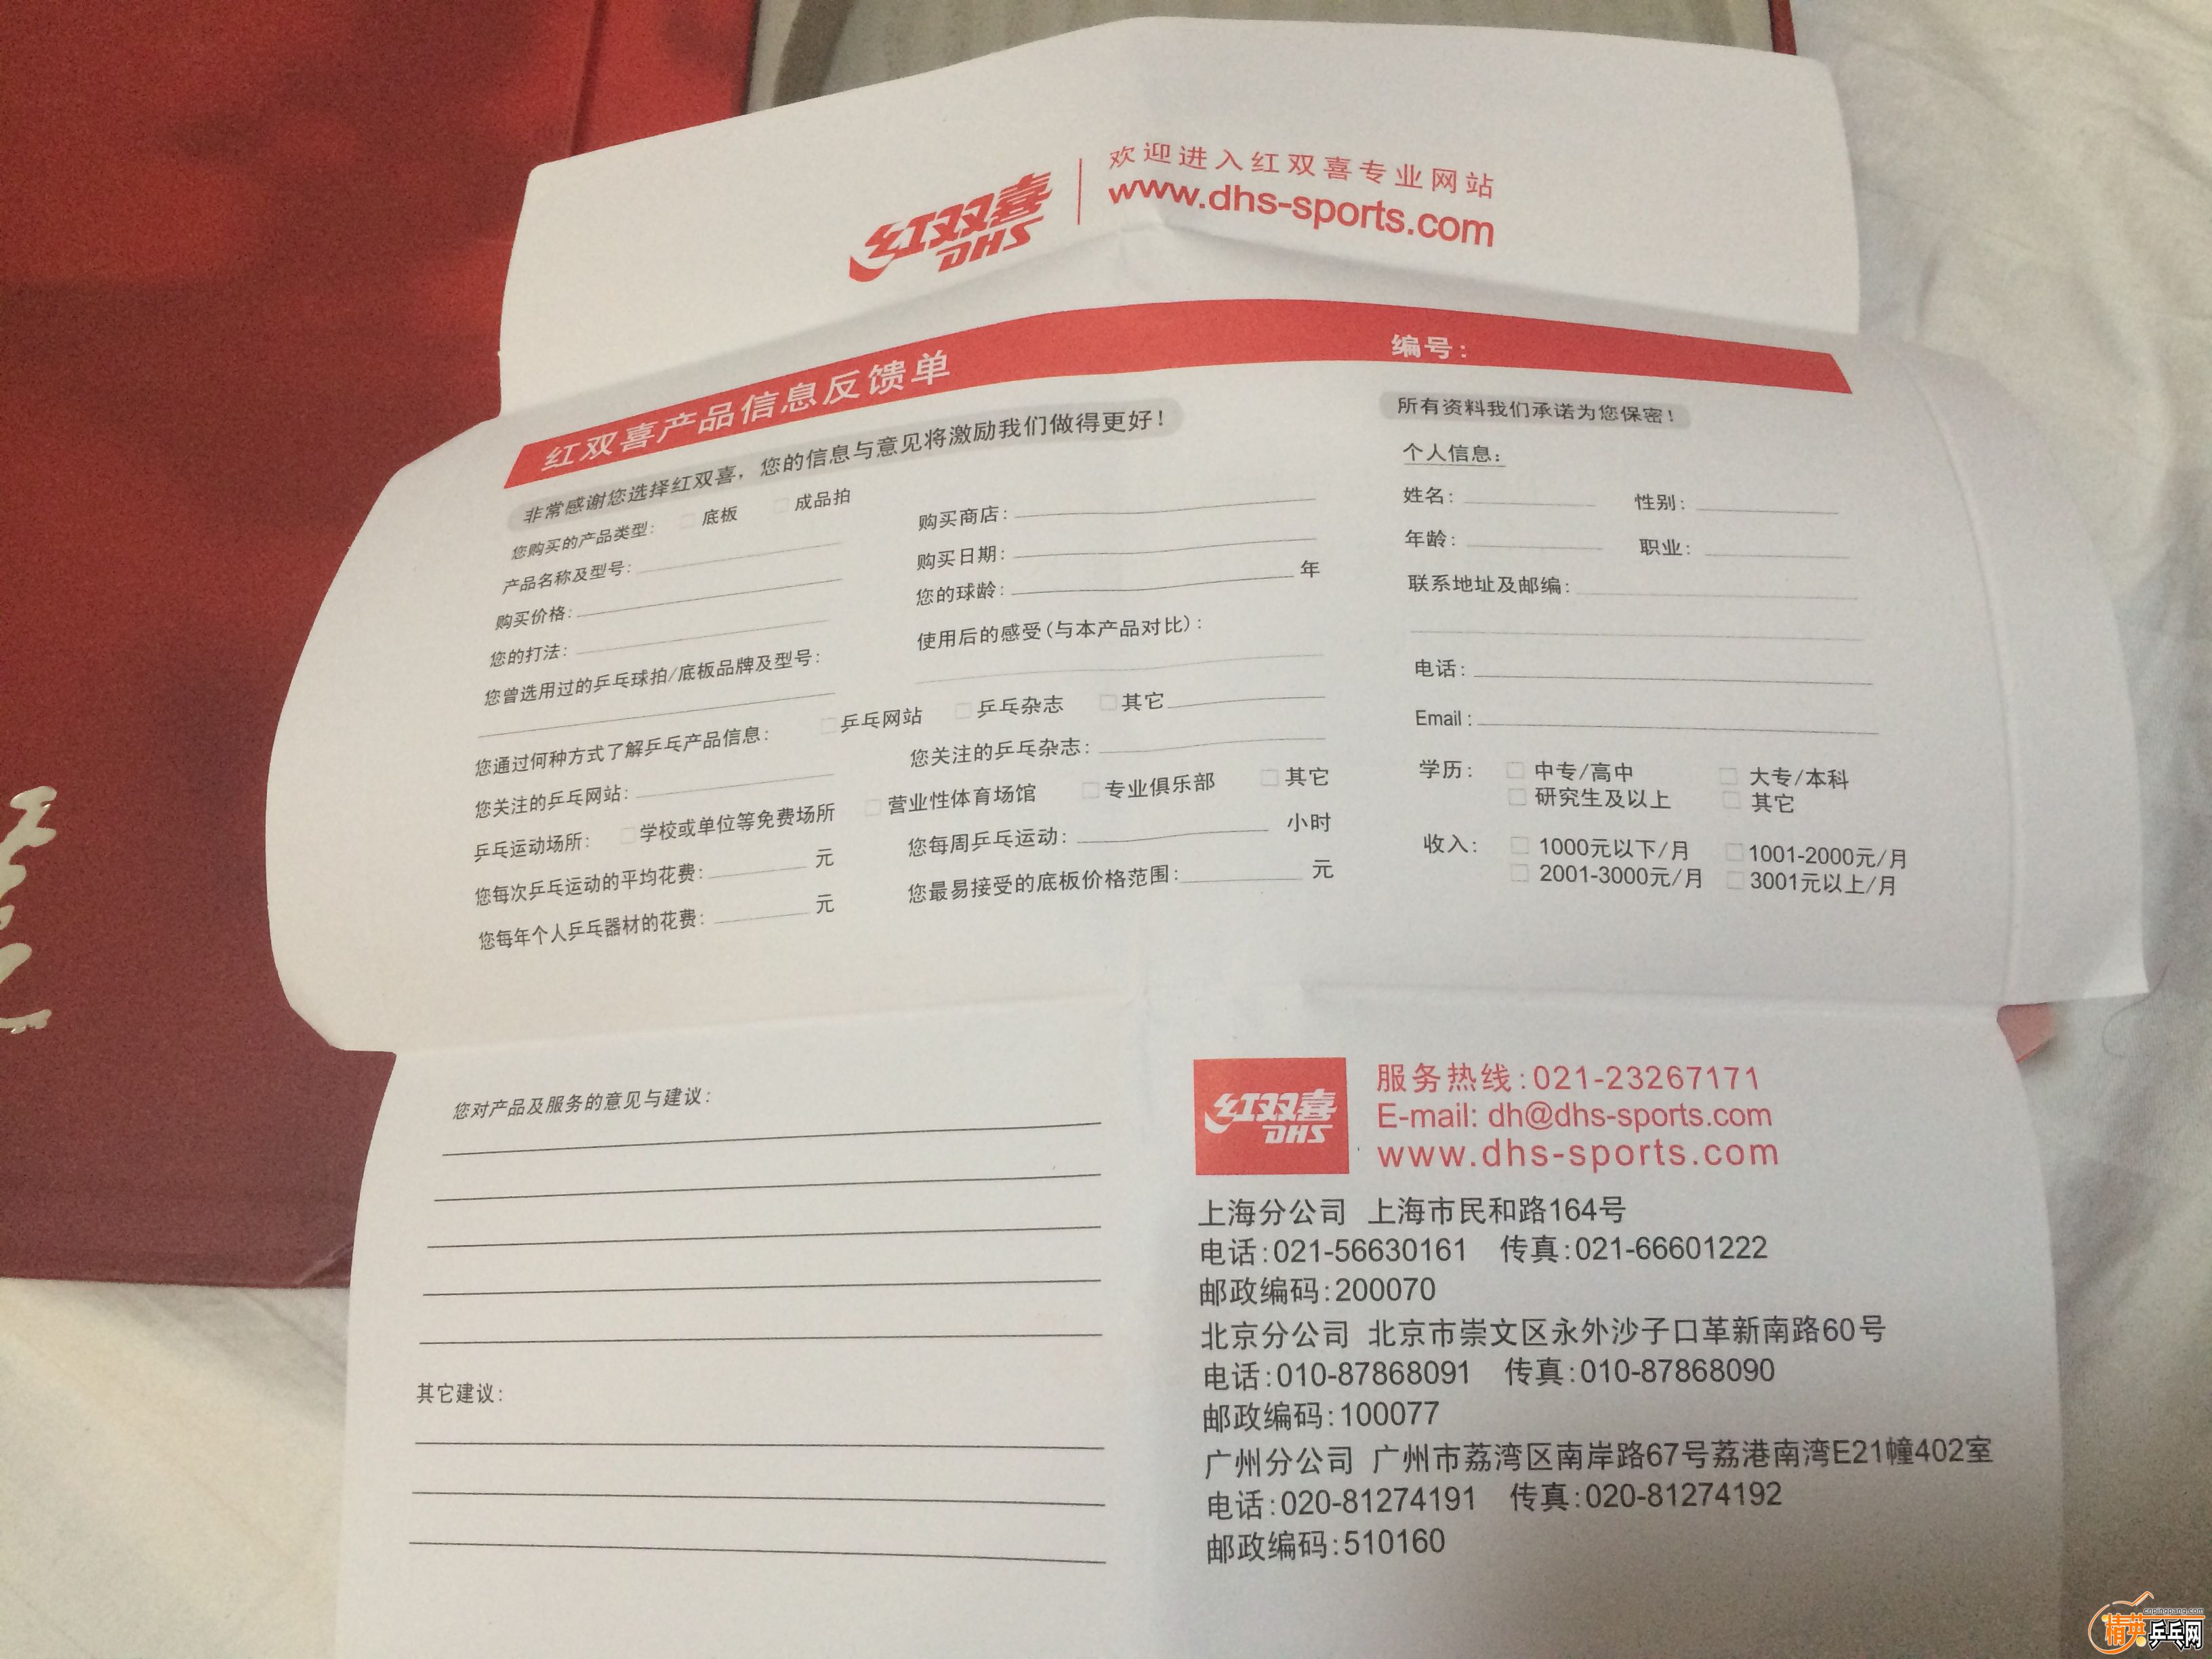 红双喜
DHS
欢迎进入红双喜专业网站
www.dhs-sports.com
红双喜产品信息反馈单
编号：
非常感谢您选择红双喜，您的信息与意见将激励我们做得更好！
您购买的产品类型： 底板 成品拍
产品名称及型号：
购买价格：
您的打法：
您曾选用过的乒乓球拍/底板品牌及型号：
购买商店：
购买日期：
您的球龄： 年
使用后的感受（与本产品对比）：
您通过何种方式了解乒乓产品信息： 乒乓网站 乒乓杂志 其它
您关注的乒乓网站： 您关注的乒乓杂志：
乒乓运动场所： 学校或单位等免费场所 营业性体育场馆 专业俱乐部 其它
您每次乒乓运动的平均花费： 元 您每周乒乓运动： 小时
您每年个人乒乓器材的花费： 元 您最易接受的底板价格范围： 元
所有资料我们承诺为您保密！
个人信息：
姓名： 性别：
年龄： 职业：
联系地址及邮编：
电话：
Email：
学历： 中专/高中 大专/本科
研究生及以上 其它
收入： 1000元以下/月 1001-2000元/月
2001-3000元/月 3001元以上/月
您对产品及服务的意见与建议：
其它建议：
红双喜
DHS
服务热线：021-23267171
E-mail: dh@dhs-sports.com
www.dhs-sports.com
上海分公司 上海市民和路164号
电话：021-56630161 传真：021-66601222
邮政编码：200070
北京分公司 北京市崇文区永外沙子口革新南路60号
电话：010-87868091 传真：010-87868090
邮政编码：100077
广州分公司 广州市荔湾区南岸路67号荔港南湾E21幢402室
电话：020-81274191 传真：020-81274192
邮政编码：510160
精英乒乓网